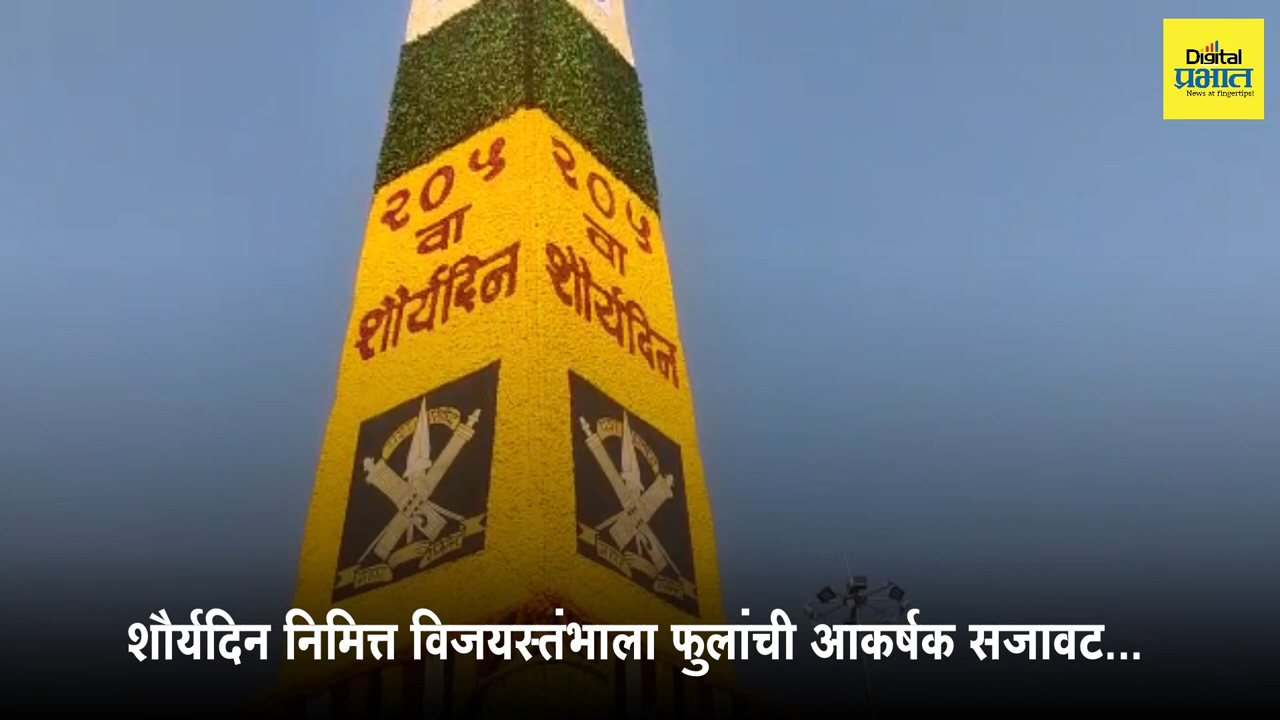 Digital
प्रभात
News at fingertips!
२०५
वा
शौर्यदिन
२०५
वा
शौर्यदिन
शौर्यदिन निमित्त विजयस्तंभाला फुलांची आकर्षक सजावट...